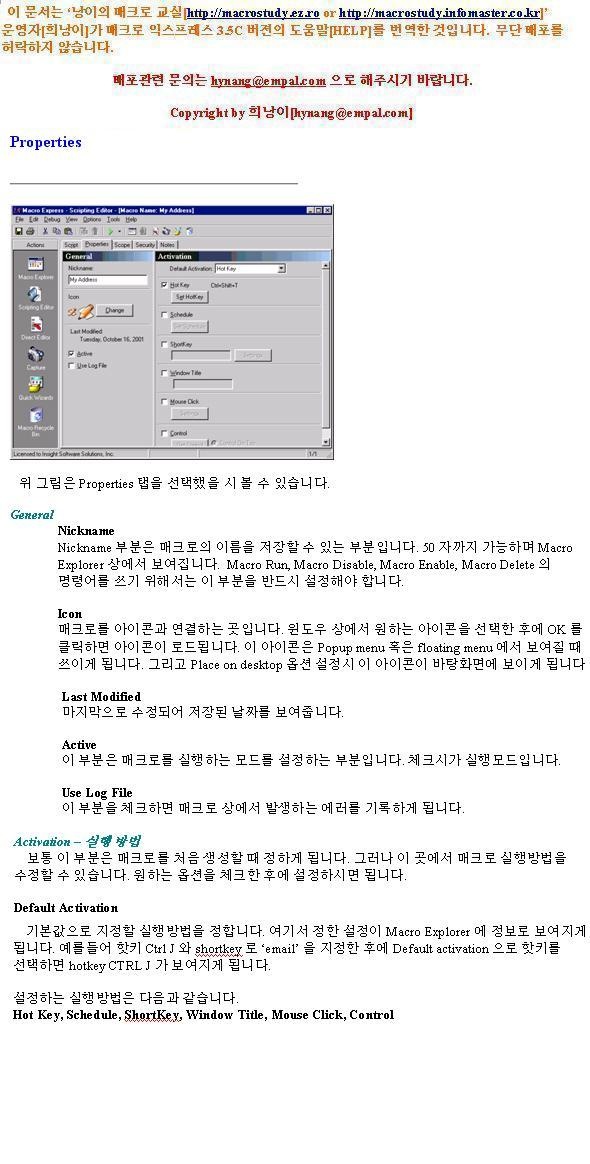 이 문서는 ‘낭이의 매크로 교실[http://macrostudy.ez.ro or http://macrostudy.infomaster.co.kr]’
운영자[희낭이]가 매크로 익스프레스 3.5C 버젼의 도움말[HELP]를 번역한 것입니다. 무단 배포를
허락하지 않습니다.
배포관련 문의는 hynang@empal.com 으로 해주시기 바랍니다.
Copyright by 희낭이[hynang@empal.com]
Properties
Macro Express - Scripting Editor - [Macro Name: My Address]
File Edit Debug View Options Tools Help
Actions
Script Properties Scope Security Notes
General
Activation
Nickname:
Default Activation: Hot Key
My Address
Macro Explorer
Hot Key Ctrl+Shift+T
Set HotKey
Icon
Change
Scripting Editor
Schedule
Set Schedule
Last Modified
Tuesday, October 16, 2001
Direct Editor
ShortKey
Settings
Active
Capture
Use Log File
Window Title
Quick Wizards
Mouse Click
Settings
Macro Recycle
Bin
Control
Control On Top
Licensed to Insight Software Solutions, Inc.
1/1
위 그림은 Properties 탭을 선택했을 시 볼 수 있습니다.
General
Nickname
Nickname 부분은 매크로의 이름을 저장할 수 있는 부분입니다. 50 자까지 가능하며 Macro
Explorer 상에서 보여집니다. Macro Run, Macro Disable, Macro Enable, Macro Delete 의
명령어를 쓰기 위해서는 이 부분을 반드시 설정해야 합니다.
Icon
매크로를 아이콘과 연결하는 곳입니다. 윈도우 상에서 원하는 아이콘을 선택한 후에 OK 를
클릭하면 아이콘이 로드됩니다. 이 아이콘은 Popup menu 혹은 floating menu 에서 보여질 때
쓰이게 됩니다. 그리고 Place on desktop 옵션 설정시 이 아이콘이 바탕화면에 보이게 됩니다
Last Modified
마지막으로 수정되어 저장된 날짜를 보여줍니다.
Active
이 부분은 매크로를 실행하는 모드를 설정하는 부분입니다. 체크시가 실행모드입니다.
Use Log File
이 부분을 체크하면 매크로 상에서 발생하는 에러를 기록하게 됩니다.
Activation – 실행 방법
보통 이 부분은 매크로를 처음 생성할 때 정하게 됩니다. 그러나 이 곳에서 매크로 실행방법을
수정할 수 있습니다. 원하는 옵션을 체크한 후에 설정하시면 됩니다.
Default Activation
기본값으로 지정할 실행방법을 정합니다. 여기서 정한 설정이 Macro Explorer 에 정보로 보여지게
됩니다. 예를들어 핫키 Ctrl J 와 shortkey 로 ‘email’ 을 지정한 후에 Default activation 으로 핫키를
선택하면 hotkey CTRL J 가 보여지게 됩니다.
설정하는 실행방법은 다음과 같습니다.
Hot Key, Schedule, ShortKey, Window Title, Mouse Click, Control